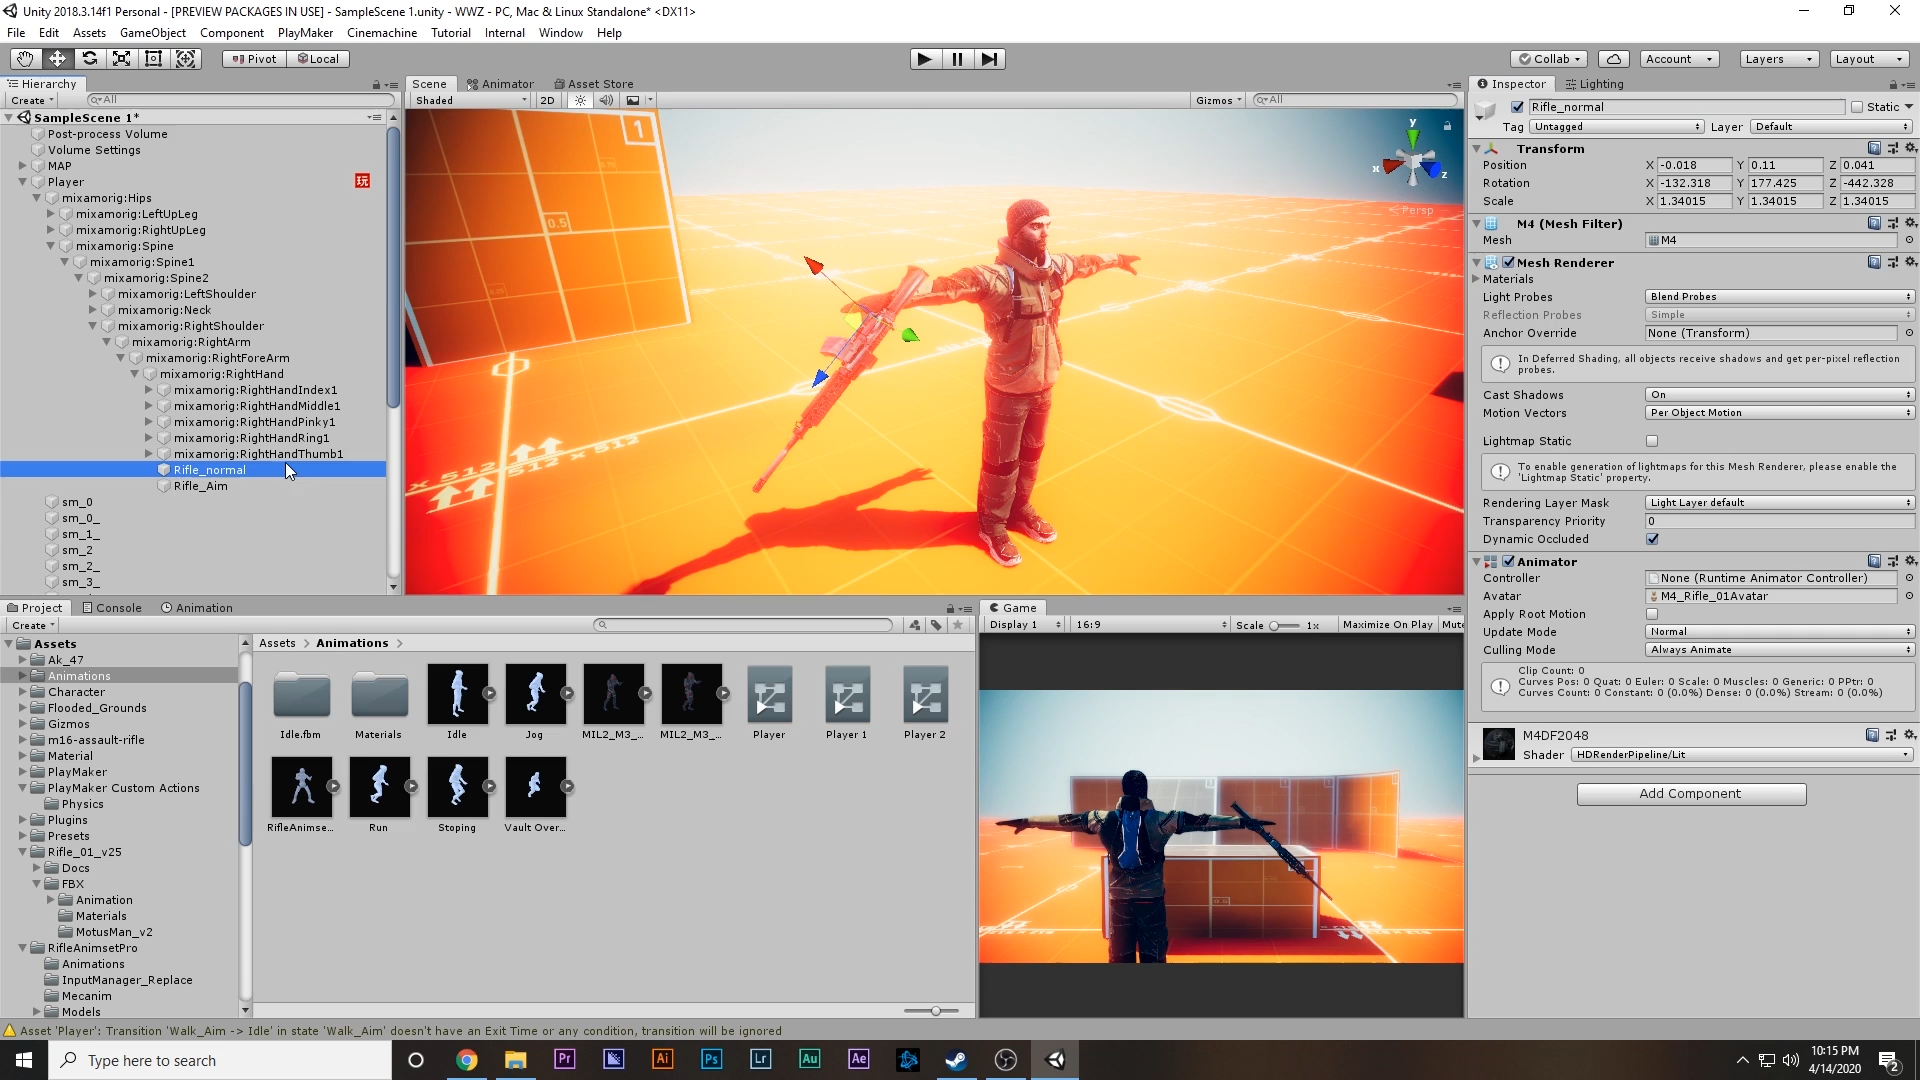 Unity 2018.3.14f1 Personal - [PREVIEW PACKAGES IN USE] - SampleScene 1.unity - WWZ - PC, Mac & Linux Standalone* <DX11>
File Edit Assets GameObject Component PlayMaker Cinemachine Tutorial Internal Window Help
Pivot Local
Collab Account Layers Layout
Hierarchy
Create All
SampleScene 1*
Post-process Volume
Volume Settings
MAP
Player 玩
mixamorig:Hips
mixamorig:LeftUpLeg
mixamorig:RightUpLeg
mixamorig:Spine
mixamorig:Spine1
mixamorig:Spine2
mixamorig:LeftShoulder
mixamorig:Neck
mixamorig:RightShoulder
mixamorig:RightArm
mixamorig:RightForeArm
mixamorig:RightHand
mixamorig:RightHandIndex1
mixamorig:RightHandMiddle1
mixamorig:RightHandPinky1
mixamorig:RightHandRing1
mixamorig:RightHandThumb1
Rifle_normal
Rifle_Aim
sm_0
sm_0_
sm_1_
sm_2
sm_2_
sm_3_
Scene Animator Asset Store
Shaded 2D Gizmos All
1
0.5
x 512
512 x 512
y
x
z
Persp
Inspector Lighting
Rifle_normal Static
Tag Untagged Layer Default
Transform
Position X -0.018 Y 0.11 Z 0.041
Rotation X -132.318 Y 177.425 Z -442.328
Scale X 1.34015 Y 1.34015 Z 1.34015
M4 (Mesh Filter)
Mesh M4
Mesh Renderer
Materials
Light Probes Blend Probes
Reflection Probes Simple
Anchor Override None (Transform)
In Deferred Shading, all objects receive shadows and get per-pixel reflection
probes.
Cast Shadows On
Motion Vectors Per Object Motion
Lightmap Static
To enable generation of lightmaps for this Mesh Renderer, please enable the
'Lightmap Static' property.
Rendering Layer Mask Light Layer default
Transparency Priority 0
Dynamic Occluded
Animator
Controller None (Runtime Animator Controller)
Avatar M4_Rifle_01Avatar
Apply Root Motion
Update Mode Normal
Culling Mode Always Animate
Clip Count: 0
Curves Pos: 0 Quat: 0 Euler: 0 Scale: 0 Muscles: 0 Generic: 0 PPtr: 0
Curves Count: 0 Constant: 0 (0.0%) Dense: 0 (0.0%) Stream: 0 (0.0%)
M4DF2048
Shader HDRenderPipeline/Lit
Add Component
Project Console Animation
Create
Assets
Ak_47
Animations
Character
Flooded_Grounds
Gizmos
m16-assault-rifle
Material
PlayMaker
PlayMaker Custom Actions
Physics
Plugins
Presets
Rifle_01_v25
Docs
FBX
Animation
Materials
MotusMan_v2
RifleAnimsetPro
Animations
InputManager_Replace
Mecanim
Models
Assets > Animations >
Idle.fbm Materials Idle Jog MIL2_M3_... MIL2_M3_... Player Player 1 Player 2
RifleAnimse... Run Stoping Vault Over...
Game
Display 1 16:9 Scale 1x Maximize On Play Mute
Asset 'Player': Transition 'Walk_Aim -> Idle' in state 'Walk_Aim' doesn't have an Exit Time or any condition, transition will be ignored
Type here to search
Pr Ai Ps Lr Au Ae
10:15 PM
4/14/2020
2